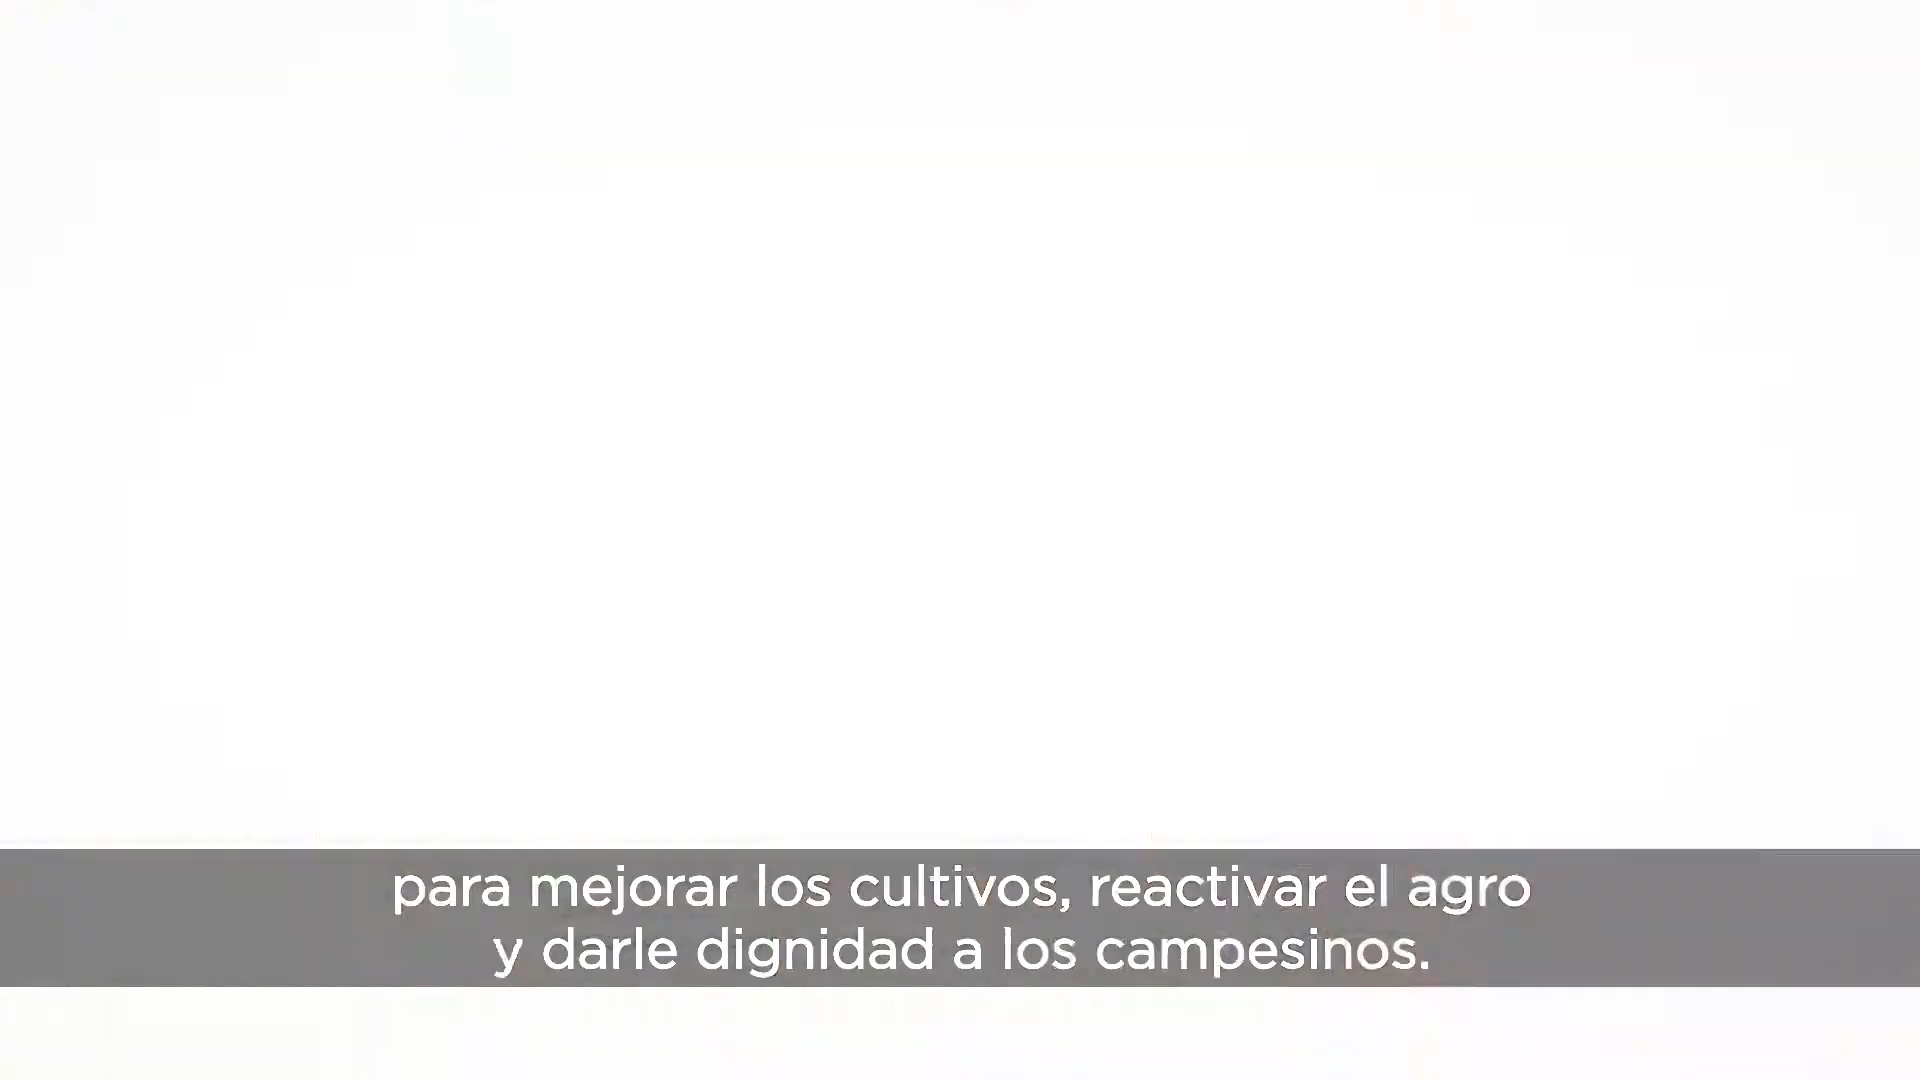 para mejorar los cultivos, reactivar el agro
y darle dignidad a los campesinos.